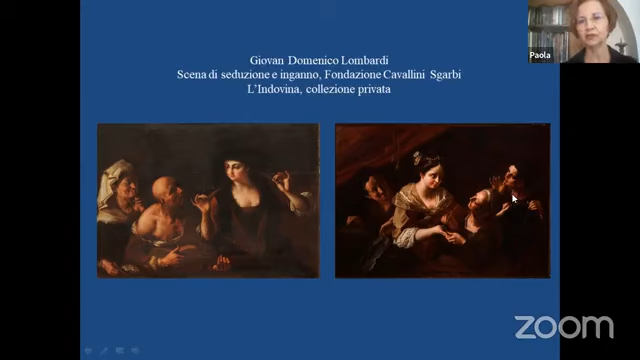 Giovan Domenico Lombardi
Scena di seduzione e inganno, Fondazione Cavallini Sgarbi
L'Indovina, collezione privata
Paola
zoom